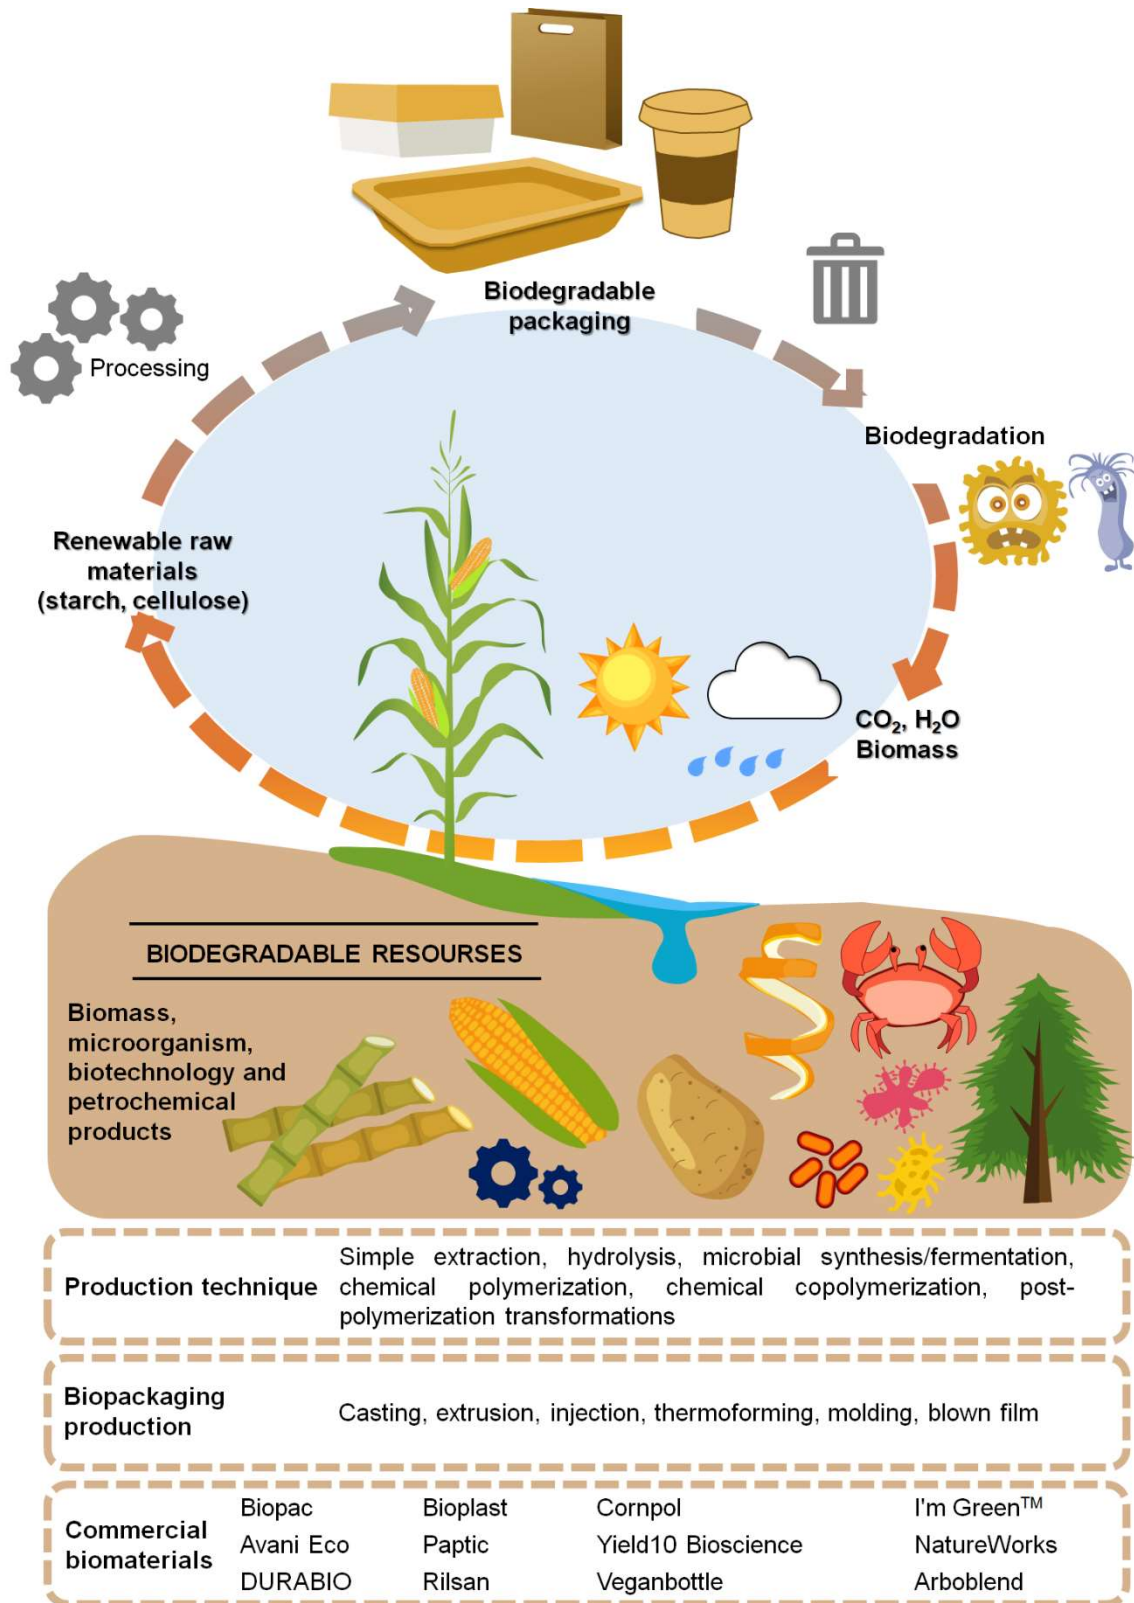 Biodegradable
packaging
Processing
Biodegradation
Renewable raw
materials
(starch, cellulose)
CO₂, H₂O
Biomass
BIODEGRADABLE RESOURSES
Biomass,
microorganism,
biotechnology and
petrochemical
products
Production technique
Simple extraction, hydrolysis, microbial synthesis/fermentation,
chemical polymerization, chemical copolymerization, post-
polymerization transformations
Biopackaging
production
Casting, extrusion, injection, thermoforming, molding, blown film
Commercial
biomaterials
Biopac Bioplast Cornpol I'm Green™
Avani Eco Paptic Yield10 Bioscience NatureWorks
DURABIO Rilsan Veganbottle Arboblend